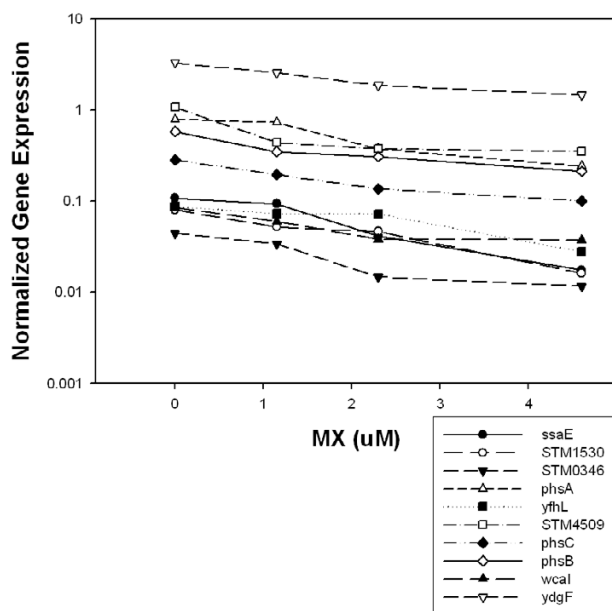 10
1
0.1
0.01
0.001
Normalized Gene Expression
0 1 2 3 4
MX (uM)
ssaE
STM1530
STM0346
phsA
yfhL
STM4509
phsC
phsB
wcaI
ydgF